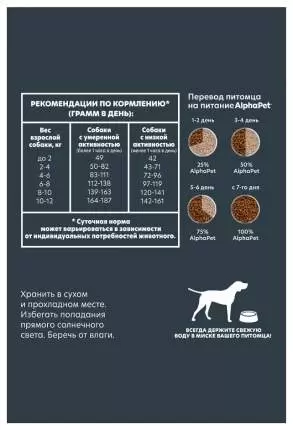 РЕКОМЕНДАЦИИ ПО КОРМЛЕНИЮ*
(ГРАММ В ДЕНЬ):
Вес взрослой собаки, кг
Собаки с умеренной активностью (более 1 часа в день)
Собаки с низкой активностью (менее 1 часа в день)
до 2 49 42
2-4 50-82 43-71
4-6 83-111 72-96
6-8 112-138 97-119
8-10 139-163 120-141
10-12 164-187 142-161
* Суточная норма
может варьироваться в зависимости
от индивидуальных потребностей животного.
Перевод питомца
на питание AlphaPet
1-2 день 3-4 день
25% AlphaPet 50% AlphaPet
5-6 день с 7-го дня
75% AlphaPet 100% AlphaPet
Хранить в сухом
и прохладном месте.
Избегать попадания
прямого солнечного
света. Беречь от влаги.
ВСЕГДА ДЕРЖИТЕ СВЕЖУЮ
ВОДУ В МИСКЕ ВАШЕГО ПИТОМЦА!